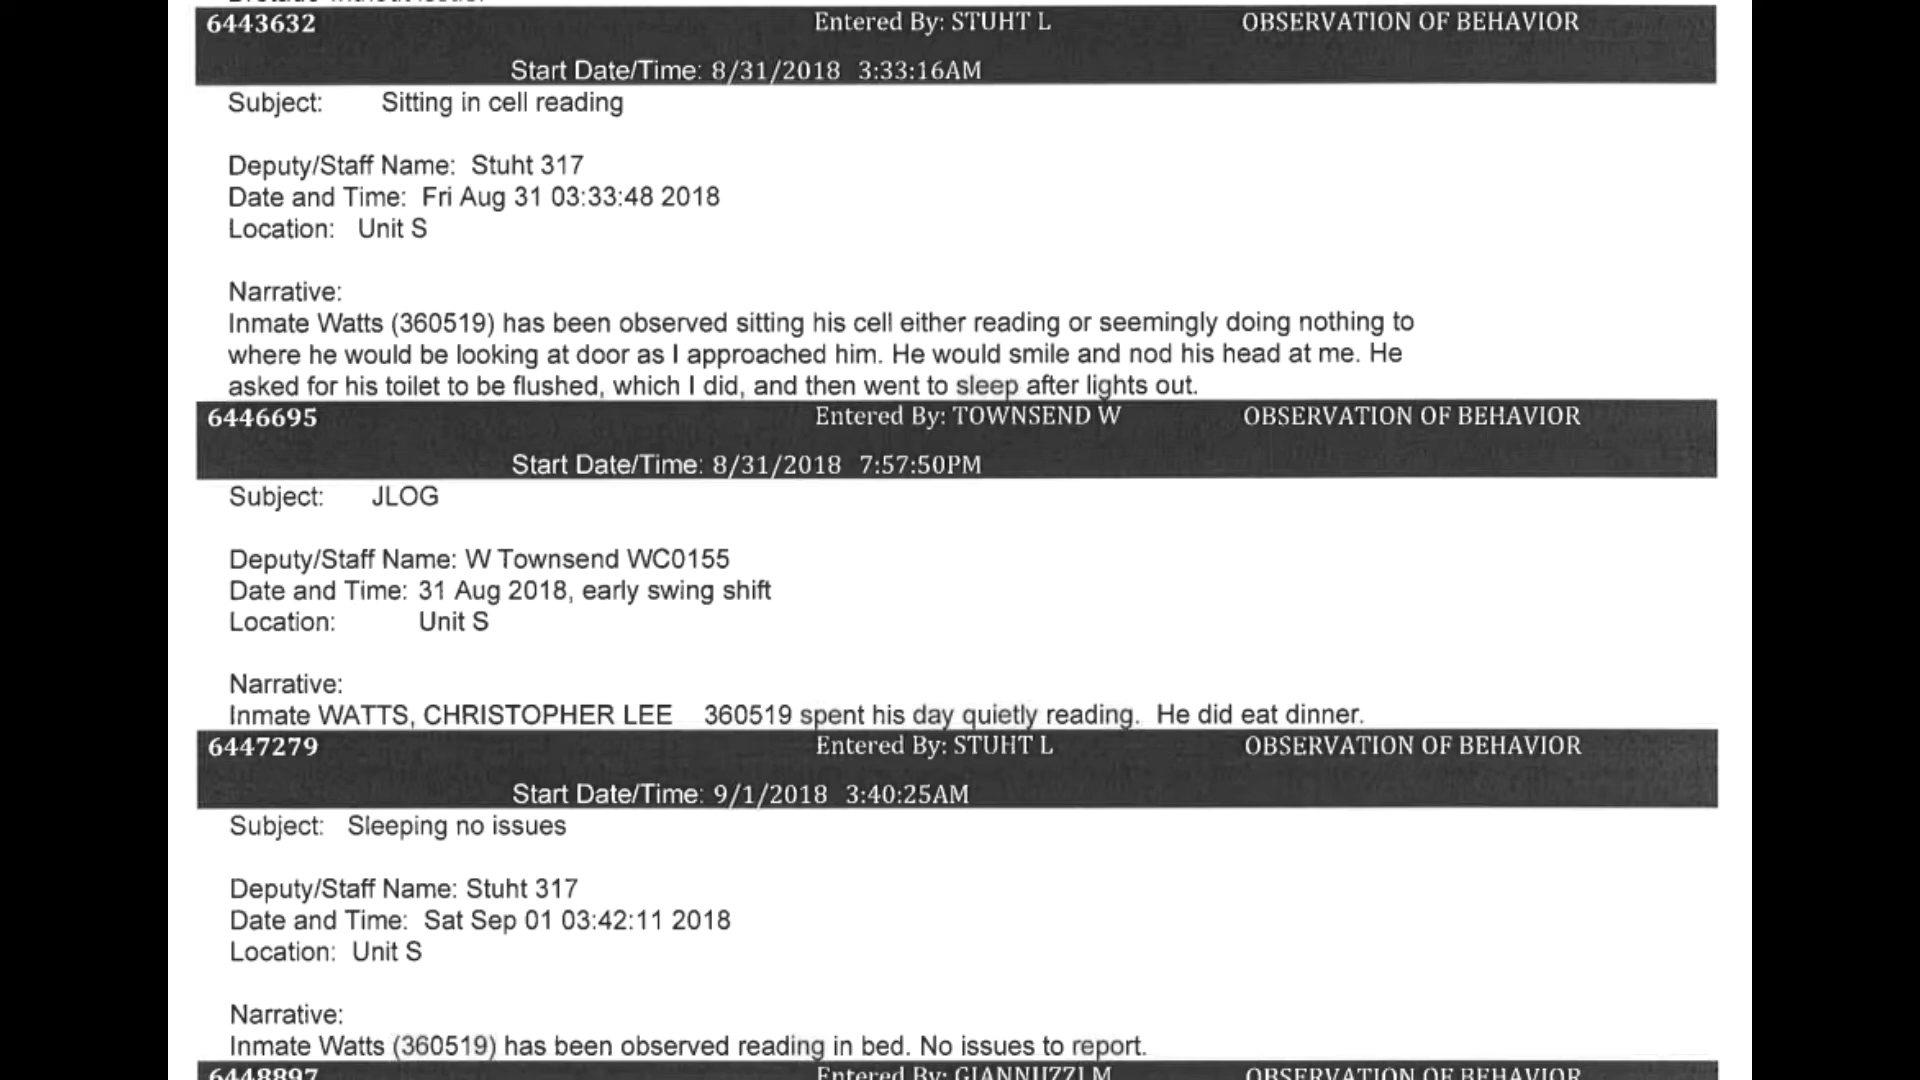 6443632 Entered By: STUHT L OBSERVATION OF BEHAVIOR
Start Date/Time: 8/31/2018 3:33:16AM
Subject: Sitting in cell reading
Deputy/Staff Name: Stuht 317
Date and Time: Fri Aug 31 03:33:48 2018
Location: Unit S
Narrative:
Inmate Watts (360519) has been observed sitting his cell either reading or seemingly doing nothing to
where he would be looking at door as I approached him. He would smile and nod his head at me. He
asked for his toilet to be flushed, which I did, and then went to sleep after lights out.
6446695 Entered By: TOWNSEND W OBSERVATION OF BEHAVIOR
Start Date/Time: 8/31/2018 7:57:50PM
Subject: JLOG
Deputy/Staff Name: W Townsend WC0155
Date and Time: 31 Aug 2018, early swing shift
Location: Unit S
Narrative:
Inmate WATTS, CHRISTOPHER LEE 360519 spent his day quietly reading. He did eat dinner.
6447279 Entered By: STUHT L OBSERVATION OF BEHAVIOR
Start Date/Time: 9/1/2018 3:40:25AM
Subject: Sleeping no issues
Deputy/Staff Name: Stuht 317
Date and Time: Sat Sep 01 03:42:11 2018
Location: Unit S
Narrative:
Inmate Watts (360519) has been observed reading in bed. No issues to report.
6448897 Entered By: GIANNUZZI M OBSERVATION OF BEHAVIOR